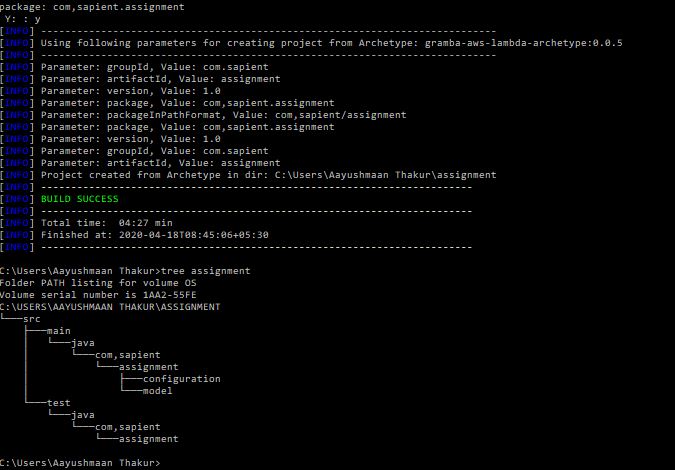 package: com,sapient.assignment
 Y: : y
[INFO] ------------------------------------------------------------------------
[INFO] Using following parameters for creating project from Archetype: gramba-aws-lambda-archetype:0.0.5
[INFO] ------------------------------------------------------------------------
[INFO] Parameter: groupId, Value: com.sapient
[INFO] Parameter: artifactId, Value: assignment
[INFO] Parameter: version, Value: 1.0
[INFO] Parameter: package, Value: com,sapient.assignment
[INFO] Parameter: packageInPathFormat, Value: com,sapient/assignment
[INFO] Parameter: package, Value: com,sapient.assignment
[INFO] Parameter: version, Value: 1.0
[INFO] Parameter: groupId, Value: com.sapient
[INFO] Parameter: artifactId, Value: assignment
[INFO] Project created from Archetype in dir: C:\Users\Aayushmaan Thakur\assignment
[INFO] ------------------------------------------------------------------------
[INFO] BUILD SUCCESS
[INFO] ------------------------------------------------------------------------
[INFO] Total time:  04:27 min
[INFO] Finished at: 2020-04-18T08:45:06+05:30
[INFO] ------------------------------------------------------------------------
C:\Users\Aayushmaan Thakur>tree assignment
Folder PATH listing for volume OS
Volume serial number is 1AA2-55FE
C:\USERS\AAYUSHMAAN THAKUR\ASSIGNMENT
└───src
    ├───main
    │   └───java
    │       └───com,sapient
    │           └───assignment
    │               ├───configuration
    │               └───model
    └───test
        └───java
            └───com,sapient
                └───assignment
C:\Users\Aayushmaan Thakur>